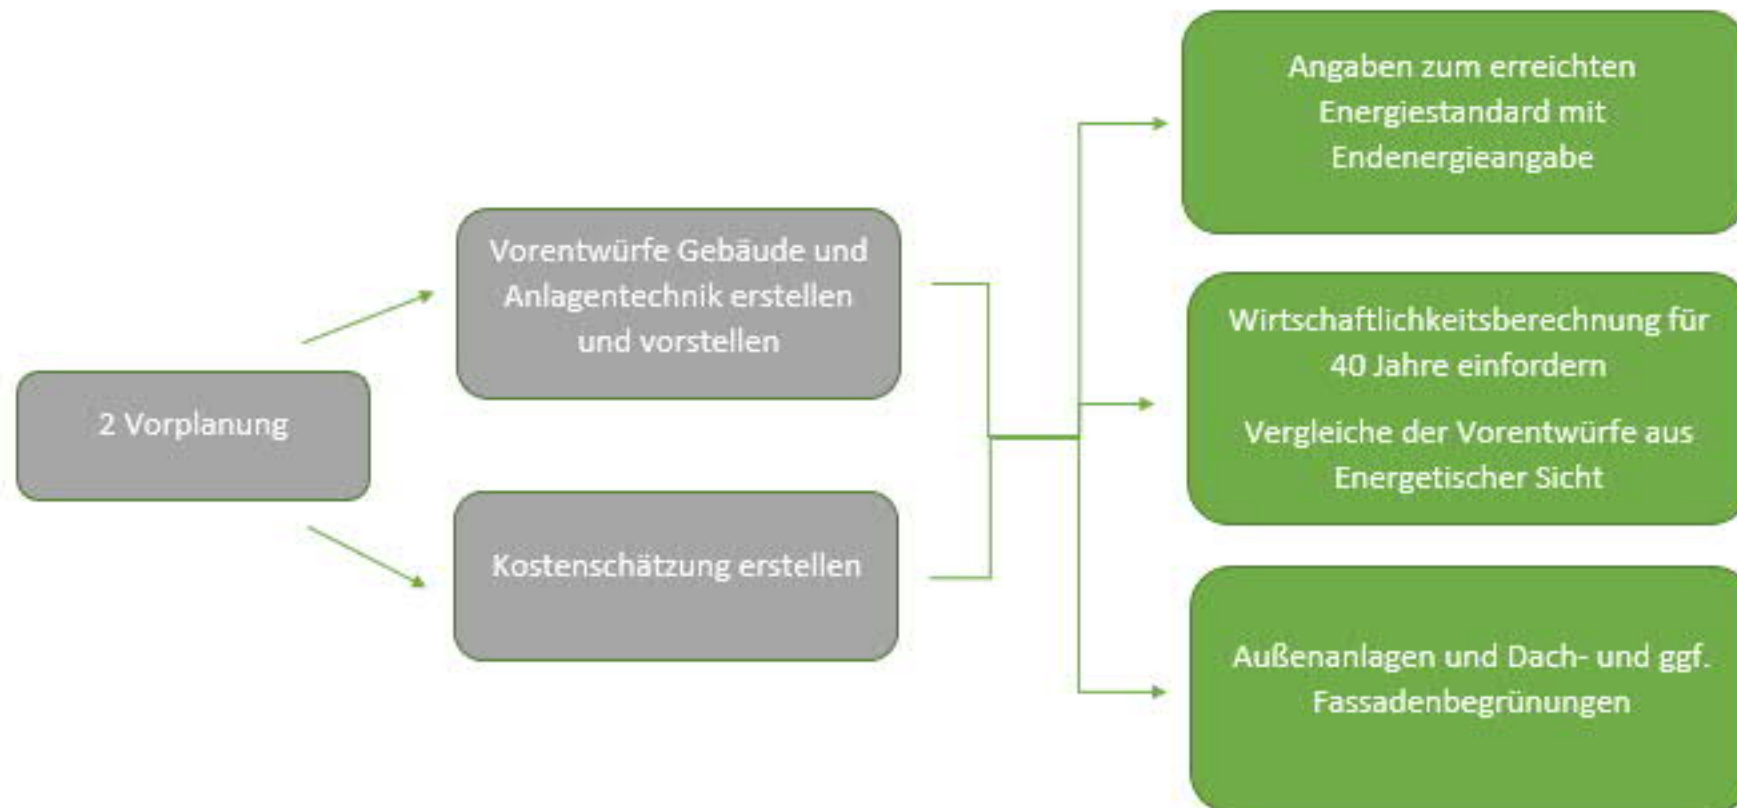 2 Vorplanung
Vorentwürfe Gebäude und
Anlagentechnik erstellen
und vorstellen
Kostenschätzung erstellen
Angaben zum erreichten
Energiestandard mit
Endenergieangabe
Wirtschaftlichkeitsberechnung für
40 Jahre einfordern
Vergleiche der Vorentwürfe aus
Energetischer Sicht
Außenanlagen und Dach- und ggf.
Fassadenbegrünungen